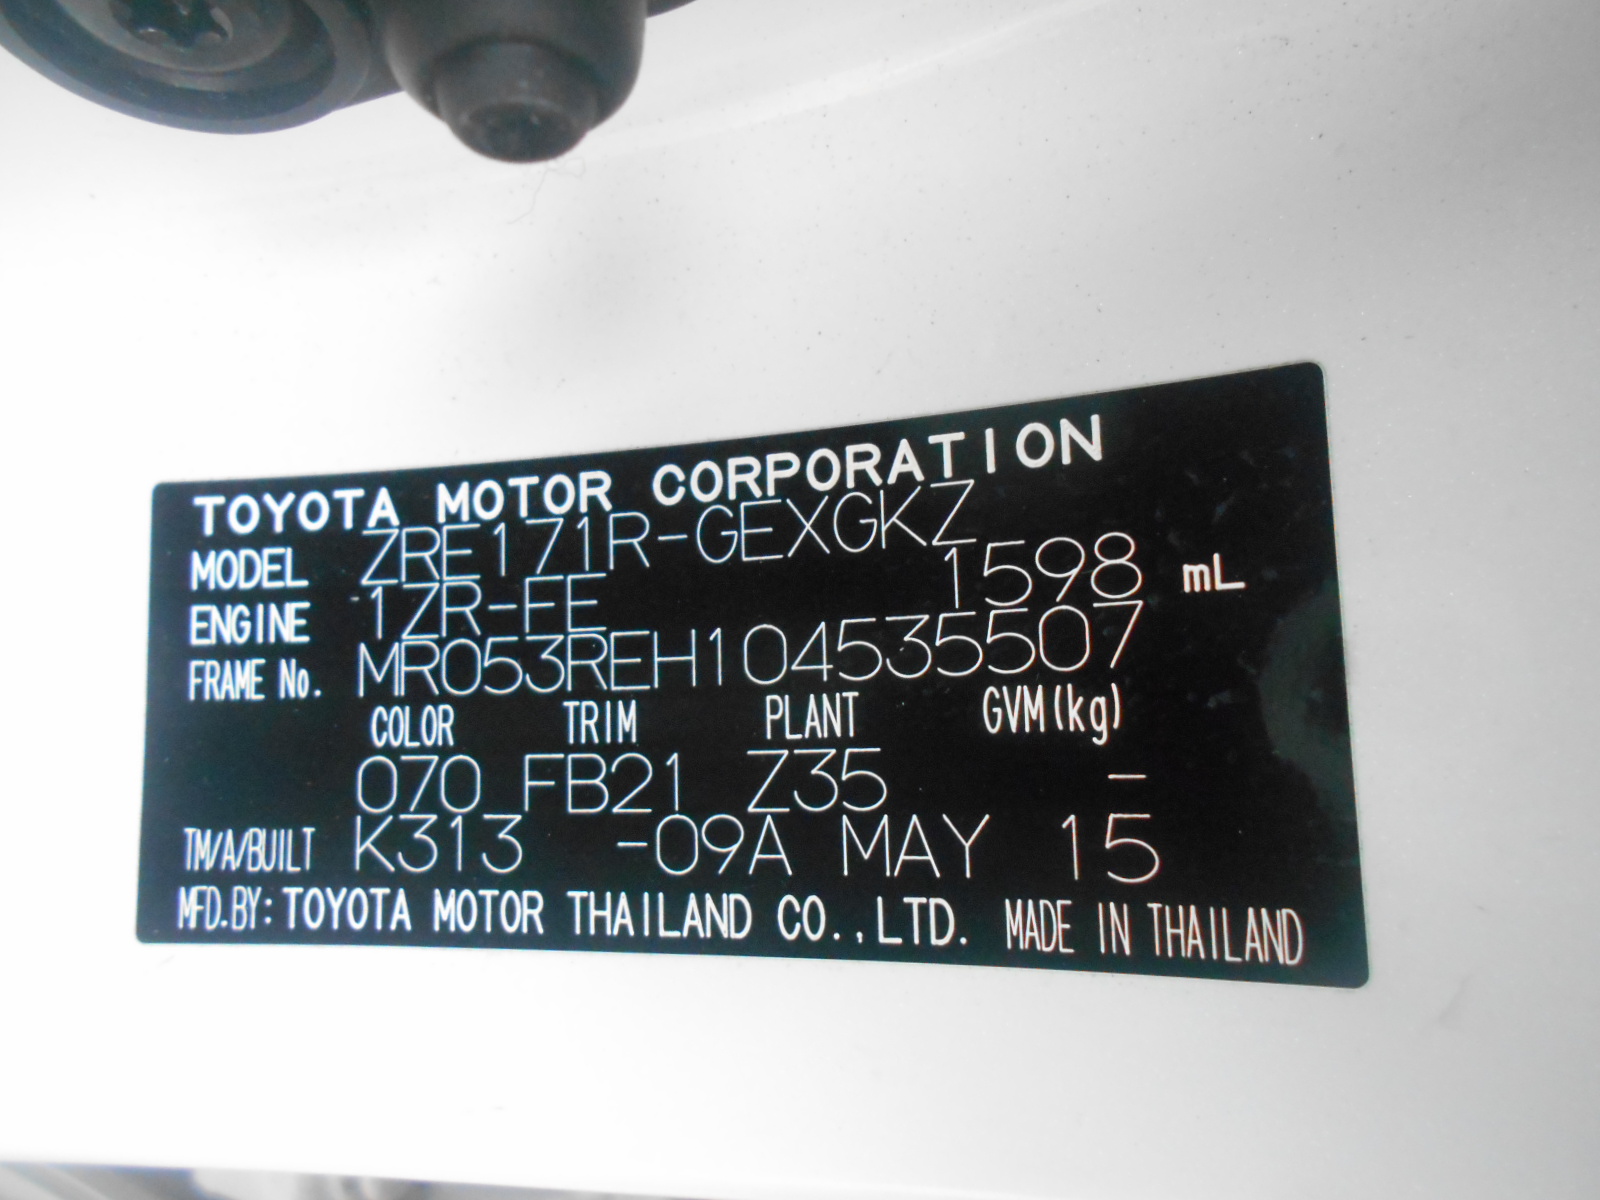 TOYOTA MOTOR CORPORATION
MODEL ZRE171R-GEXGKZ
ENGINE 1ZR-FE 1598 mL
FRAME No. MR053REH104535507
COLOR TRIM PLANT GVM(kg)
070 FB21 Z35 -
TM/A/BUILT K313 -09A MAY 15
MFD.BY: TOYOTA MOTOR THAILAND CO.,LTD. MADE IN THAILAND